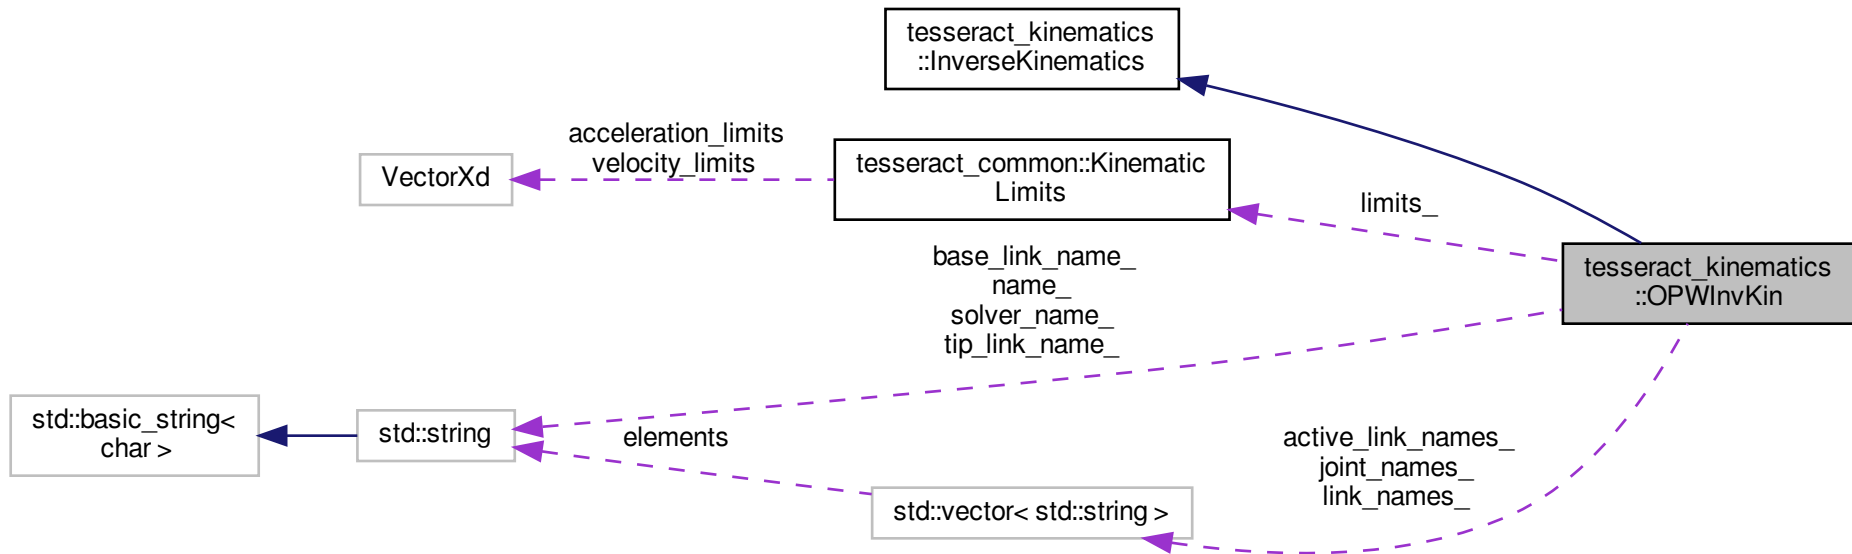 tesseract_kinematics
::InverseKinematics
acceleration_limits
velocity_limits
VectorXd
tesseract_common::Kinematic
Limits
limits_
tesseract_kinematics
::OPWInvKin
base_link_name_
name_
solver_name_
tip_link_name_
std::basic_string<
char >
std::string
elements
active_link_names_
joint_names_
link_names_
std::vector< std::string >